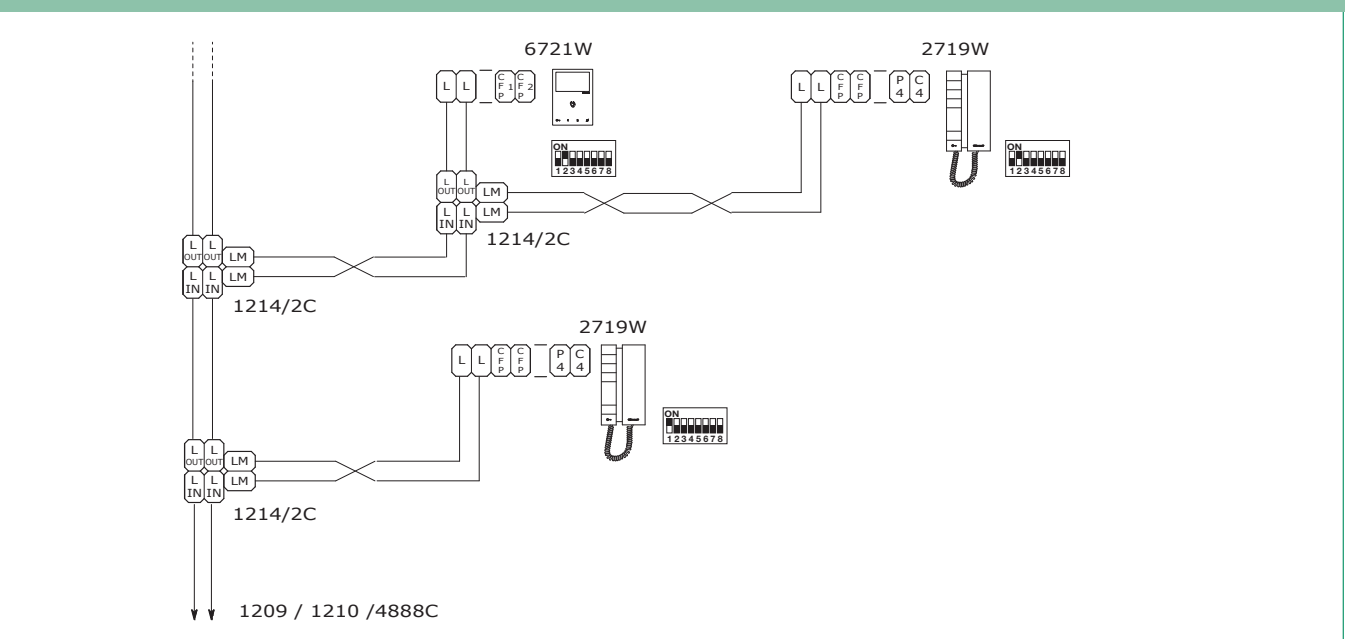 6721W
2719W
L L CFP1 CFP2
L L CFP CFP P4 C4
ON
12345678
ON
12345678
L OUT L OUT LM
L IN L IN LM
1214/2C
L OUT L OUT LM
L IN L IN LM
1214/2C
2719W
L L CFP CFP P4 C4
ON
12345678
L OUT L OUT LM
L IN L IN LM
1214/2C
1209 / 1210 /4888C